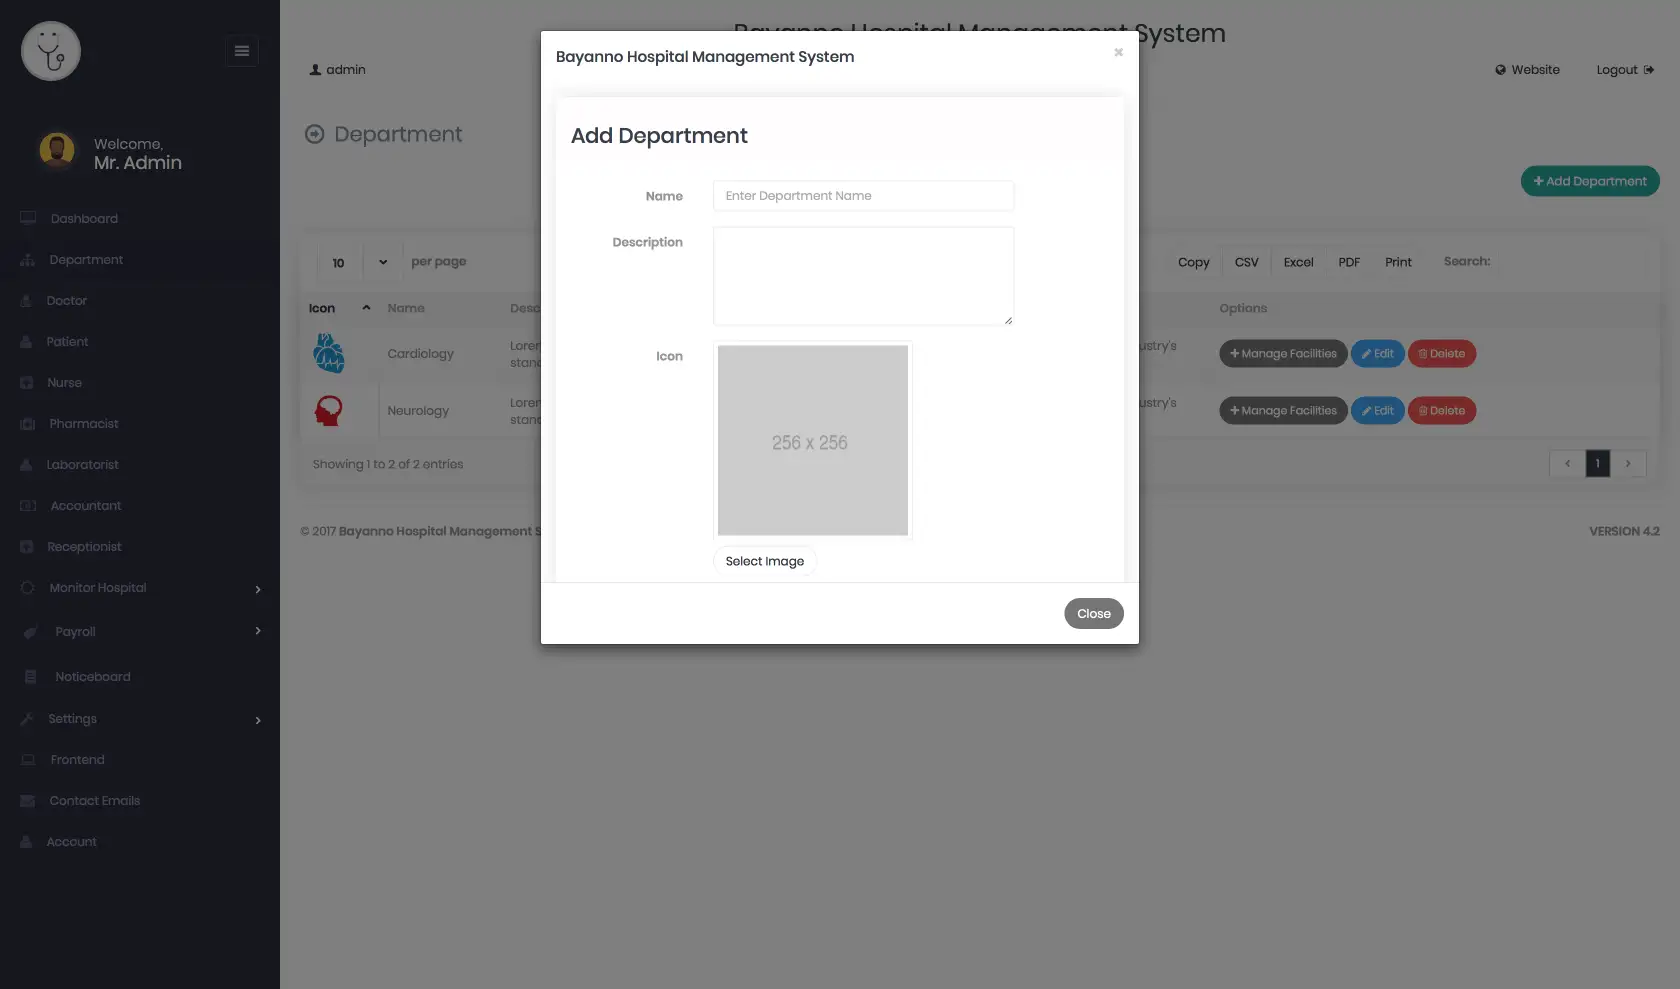 Bayanno Hospital Management System
admin
Website
Logout
Welcome,
Mr. Admin
Dashboard
Department
Doctor
Patient
Nurse
Pharmacist
Laboratorist
Accountant
Receptionist
Monitor Hospital
Payroll
Noticeboard
Settings
Frontend
Contact Emails
Account
Department
Add Department
10
per page
Copy
CSV
Excel
PDF
Print
Search:
Icon
Name
Desc
Options
Cardiology
Lorem
stand
ustry's
Manage Facilities
Edit
Delete
Neurology
Lorem
stand
ustry's
Manage Facilities
Edit
Delete
Showing 1 to 2 of 2 entries
1
© 2017 Bayanno Hospital Management S
VERSION 4.2
Bayanno Hospital Management System
Add Department
Name
Enter Department Name
Description
Icon
256 x 256
Select Image
Close